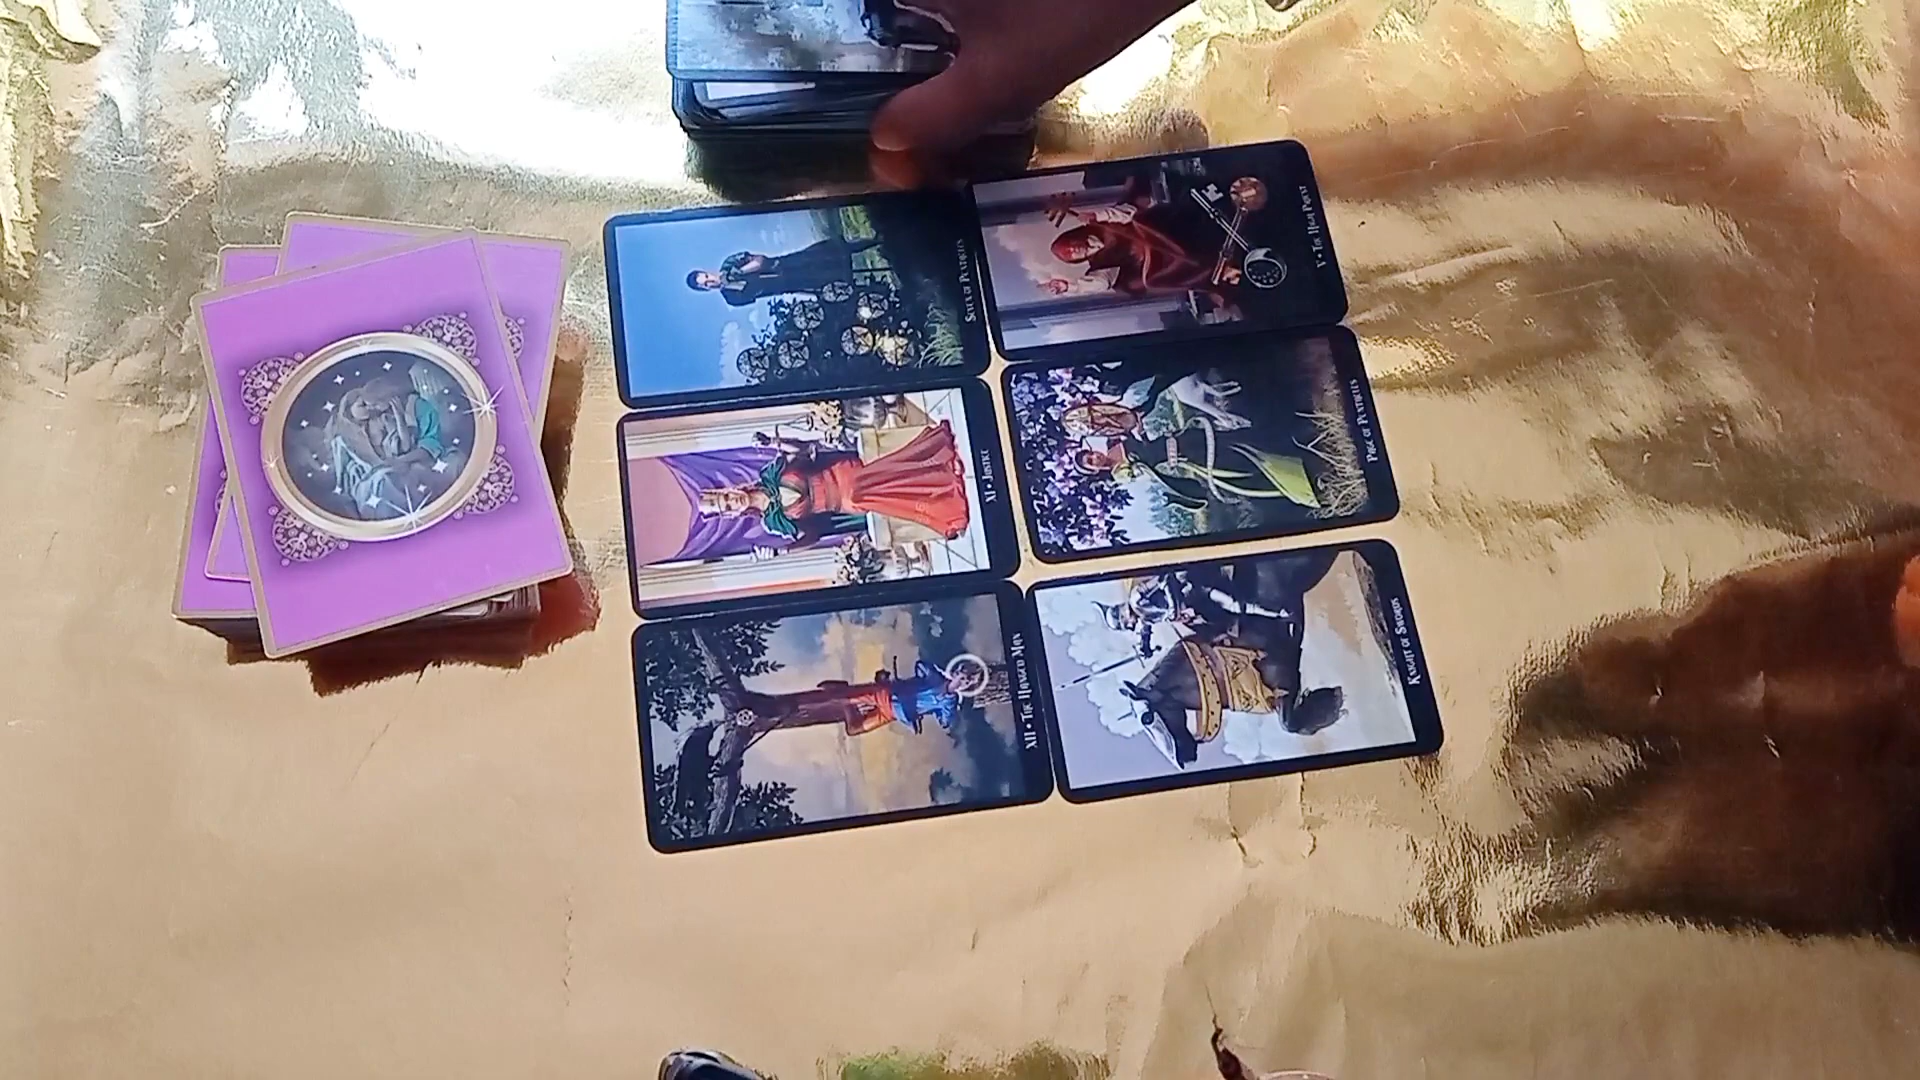 Seven of Pentacles
V • The High Priest
XI • Justice
Page of Pentacles
XII • The Hanged Man
Knight of Swords